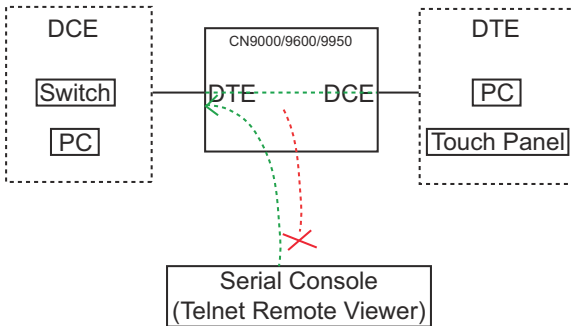 DCE
Switch
PC
CN9000/9600/9950
DTE
DCE
DTE
PC
Touch Panel
Serial Console
(Telnet Remote Viewer)